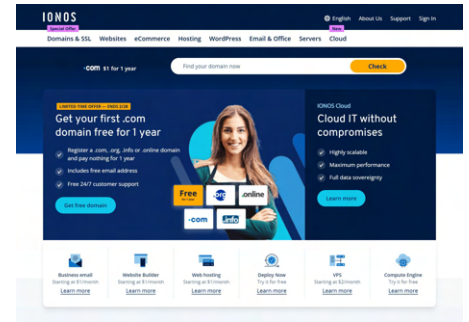 IONOS
English About Us Support Sign In
Special Offer
New
Domains & SSL Websites eCommerce Hosting WordPress Email & Office Servers Cloud
.com $1 for 1 year
Find your domain now
Check
LIMITED-TIME OFFER — ENDS 2/28
Get your first .com
domain free for 1 year
Register a .com, .org, .info or .online domain
and pay nothing for 1 year
Includes free email address
Free 24/7 customer support
Get free domain
Free
for 1 year
.org
.online
.com
.info
IONOS Cloud
Cloud IT without
compromises
Highly scalable
Maximum performance
Full data sovereignty
Learn more
Business email
Starting at $1/month
Learn more
Website Builder
Starting at $1/month
Learn more
Web hosting
Starting at $1/month
Learn more
Deploy Now
Try it for free
Learn more
VPS
Starting at $2/month
Learn more
Compute Engine
Try it for free
Learn more